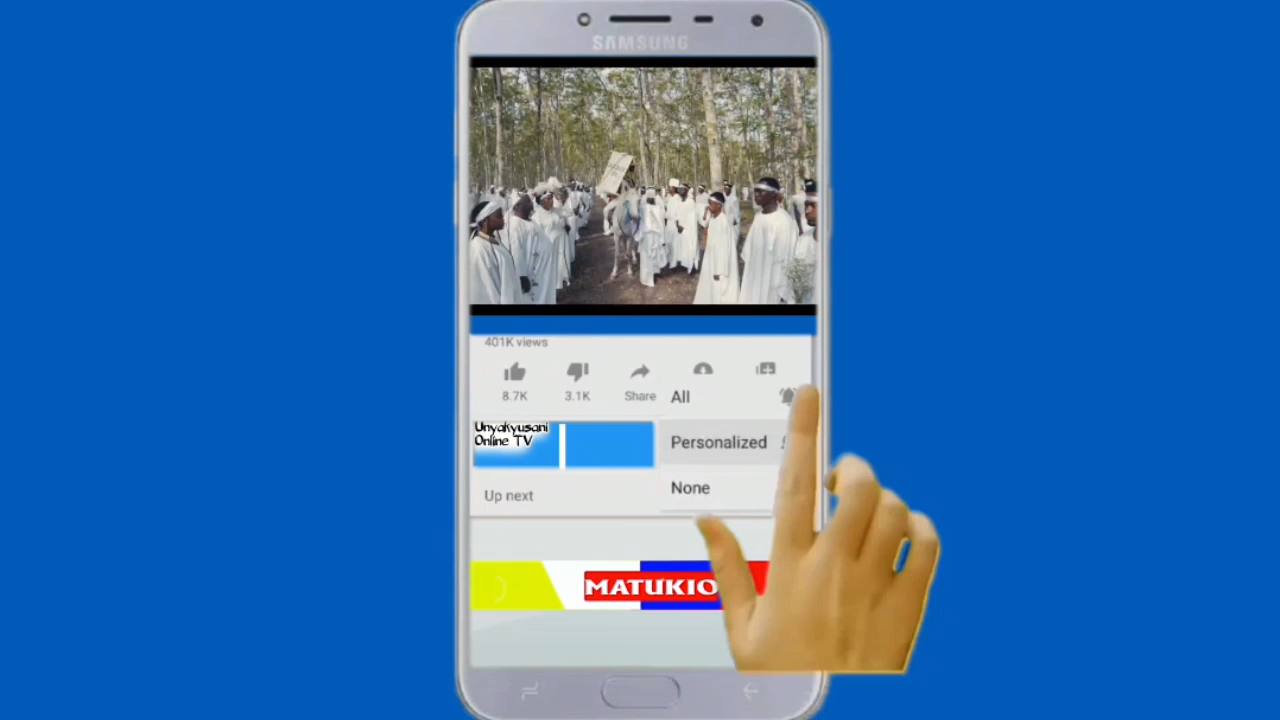 SAMSUNG
401K views
8.7K
3.1K
Share
All
Unyakyusani
Online TV
Personalized
Up next
None
MATUKIO